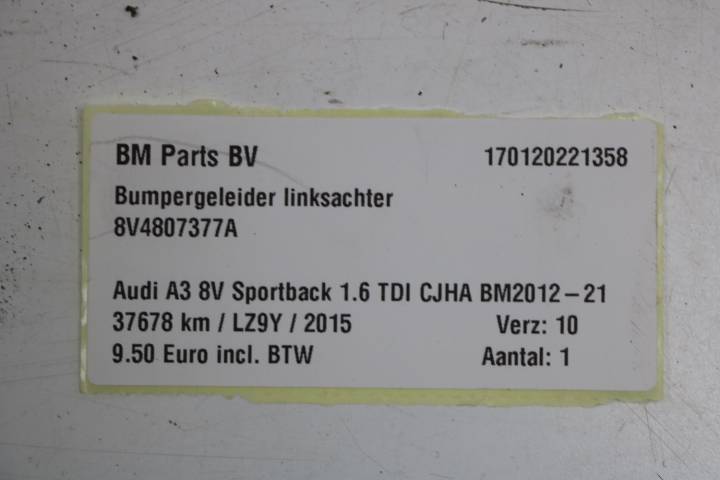 BM Parts BV 170120221358
Bumpergeleider linksachter
8V4807377A
Audi A3 8V Sportback 1.6 TDI CJHA BM2012-21
37678 km / LZ9Y / 2015 Verz: 10
9.50 Euro incl. BTW Aantal: 1